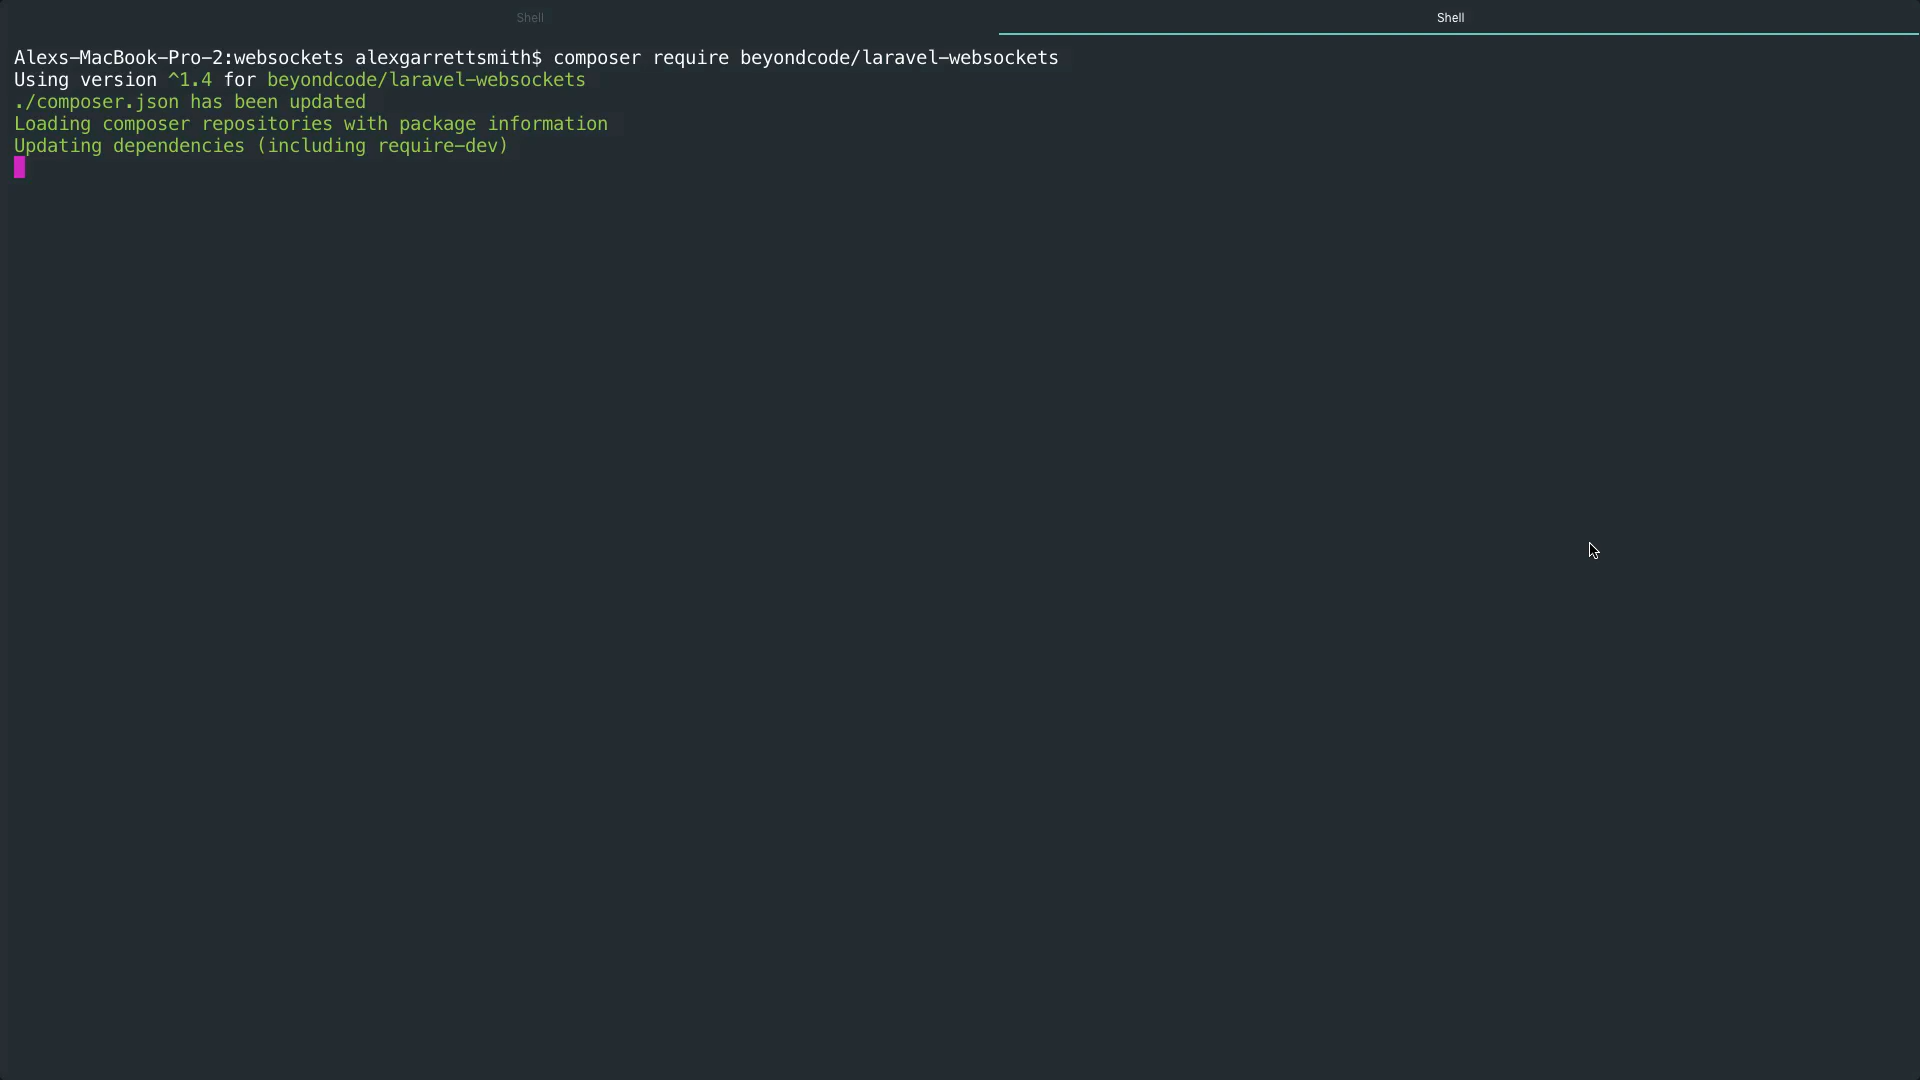 Shell
Shell
Alexs-MacBook-Pro-2:websockets alexgarrettsmith$ composer require beyondcode/laravel-websockets
Using version ^1.4 for beyondcode/laravel-websockets
./composer.json has been updated
Loading composer repositories with package information
Updating dependencies (including require-dev)